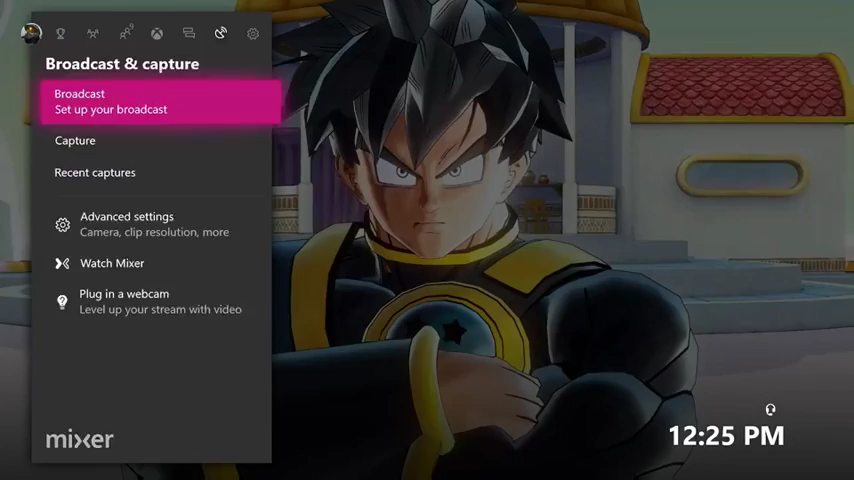 9
Broadcast & capture
Broadcast
Set up your broadcast
Capture
Recent captures
Advanced settings
Camera, clip resolution, more
Watch Mixer
Plug in a webcam
Level up your stream with video
mixer
12:25 PM